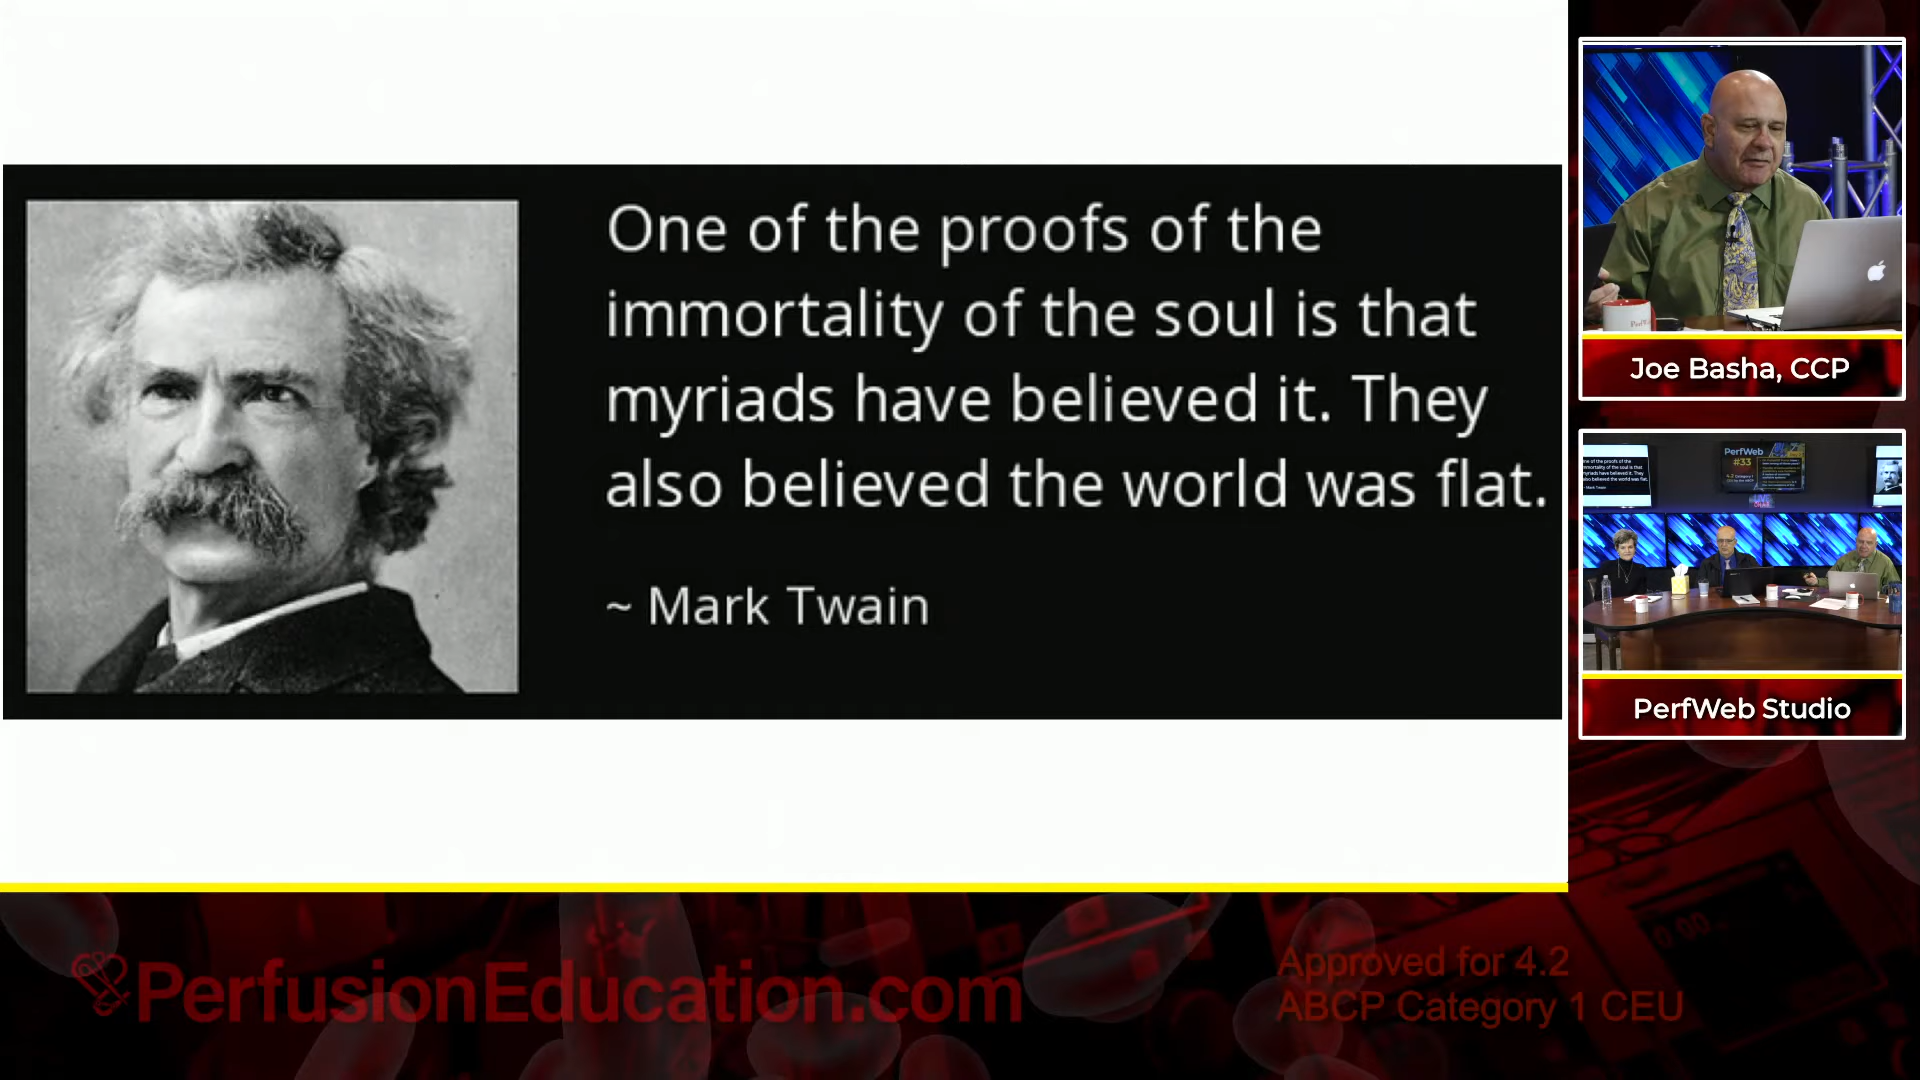 One of the proofs of the
immortality of the soul is that
myriads have believed it. They
also believed the world was flat.
~ Mark Twain
Joe Basha, CCP
PerfWeb
#33
PerfWeb Studio
PerfusionEducation.com
Approved for 4.2
ABCP Category 1 CEU